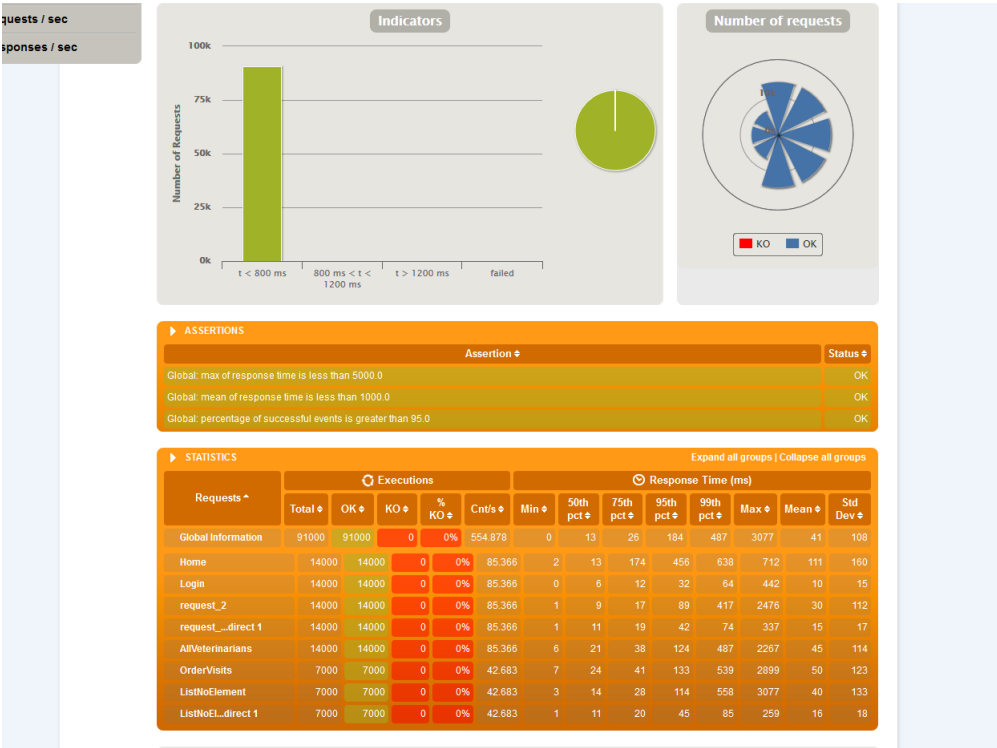 quests / sec
sponses / sec
Indicators
100k
75k
50k
25k
0k
Number of Requests
t < 800 ms
800 ms < t < 1200 ms
t > 1200 ms
failed
Number of requests
KO OK
ASSERTIONS
Assertion Status
Global: max of response time is less than 5000.0 OK
Global: mean of response time is less than 1000.0 OK
Global: percentage of successful events is greater than 95.0 OK
STATISTICS Expand all groups | Collapse all groups
Requests Executions Response Time (ms)
Total OK KO % KO Cnt/s Min 50th pct 75th pct 95th pct 99th pct Max Mean Std Dev
Global Information 91000 91000 0 0% 554.878 0 13 26 184 487 3077 41 108
Home 14000 14000 0 0% 85.366 2 13 174 456 638 712 111 160
Login 14000 14000 0 0% 85.366 0 6 12 32 64 442 10 15
request_2 14000 14000 0 0% 85.366 1 9 17 89 417 2476 30 112
request_...direct 1 14000 14000 0 0% 85.366 1 11 19 42 74 337 15 17
AllVeterinarians 14000 14000 0 0% 85.366 6 21 38 124 487 2267 45 114
OrderVisits 7000 7000 0 0% 42.683 7 24 41 133 539 2899 50 123
ListNoElement 7000 7000 0 0% 42.683 3 14 28 114 558 3077 40 133
ListNoEl...direct 1 7000 7000 0 0% 42.683 1 11 20 45 85 259 16 18